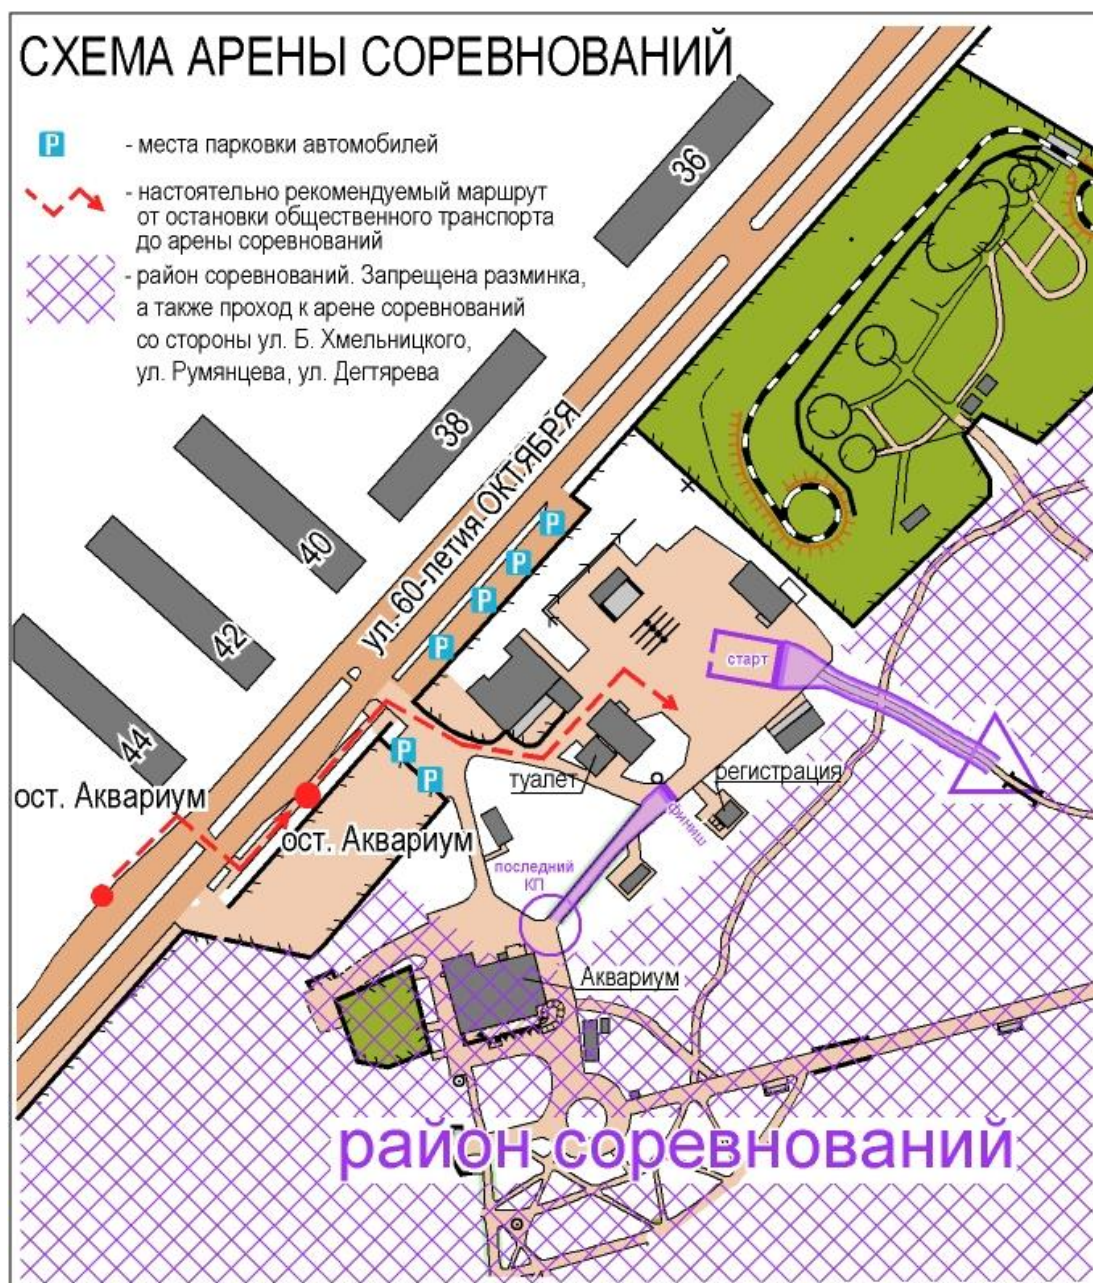 СХЕМА АРЕНЫ СОРЕВНОВАНИЙ
P - места парковки автомобилей
- настоятельно рекомендуемый маршрут
от остановки общественного транспорта
до арены соревнований
- район соревнований. Запрещена разминка,
а также проход к арене соревнований
со стороны ул. Б. Хмельницкого,
ул. Румянцева, ул. Дегтярева
36
38
40
42
44
ул. 60-летия ОКТЯБРЯ
P
P
P
P
P
P
старт
ост. Аквариум
ост. Аквариум
туалет
регистрация
финиш
последний
КП
Аквариум
район соревнований